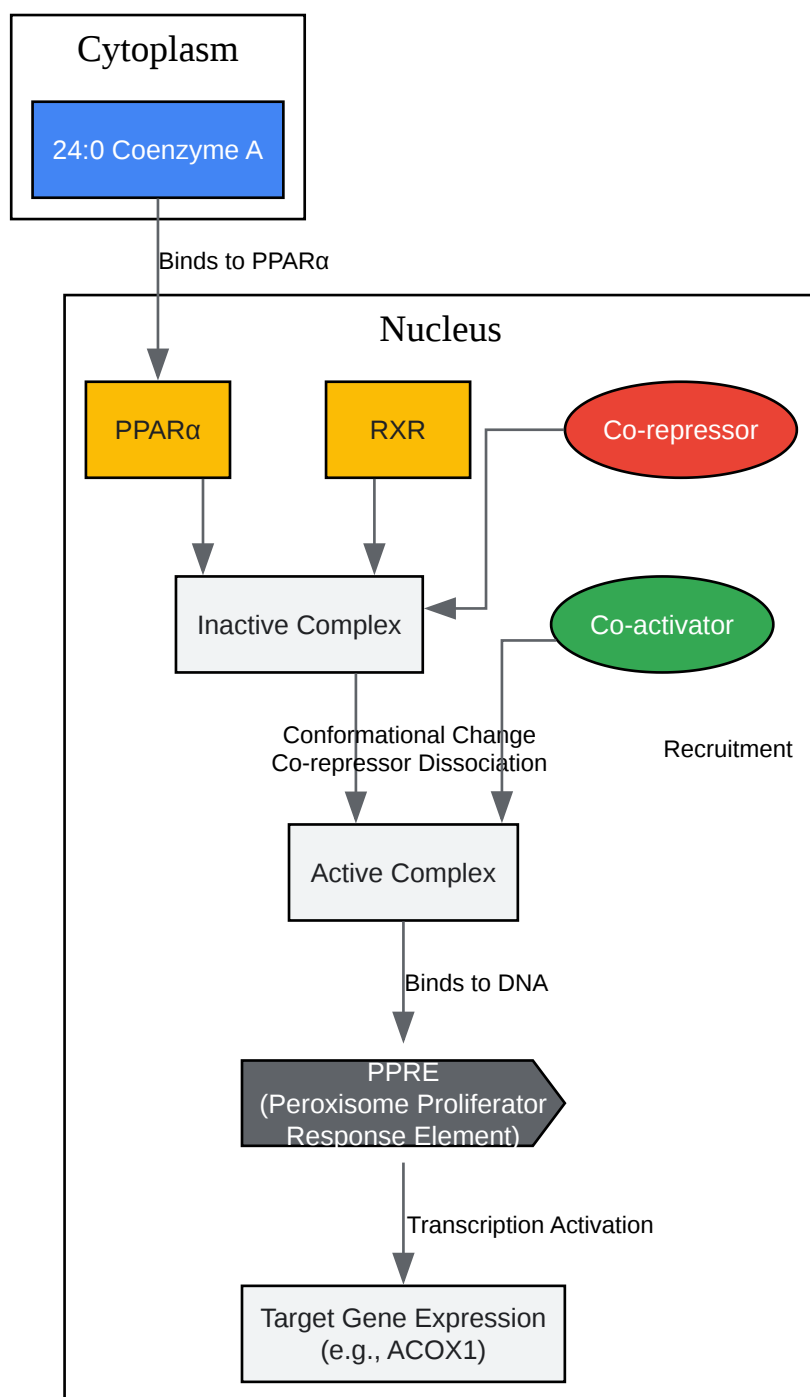 Cytoplasm
24:0 Coenzyme A
Binds to PPARα
Nucleus
PPARα
RXR
Co-repressor
Inactive Complex
Co-activator
Conformational Change
Co-repressor Dissociation
Recruitment
Active Complex
Binds to DNA
PPRE
(Peroxisome Proliferator
Response Element)
Transcription Activation
Target Gene Expression
(e.g., ACOX1)